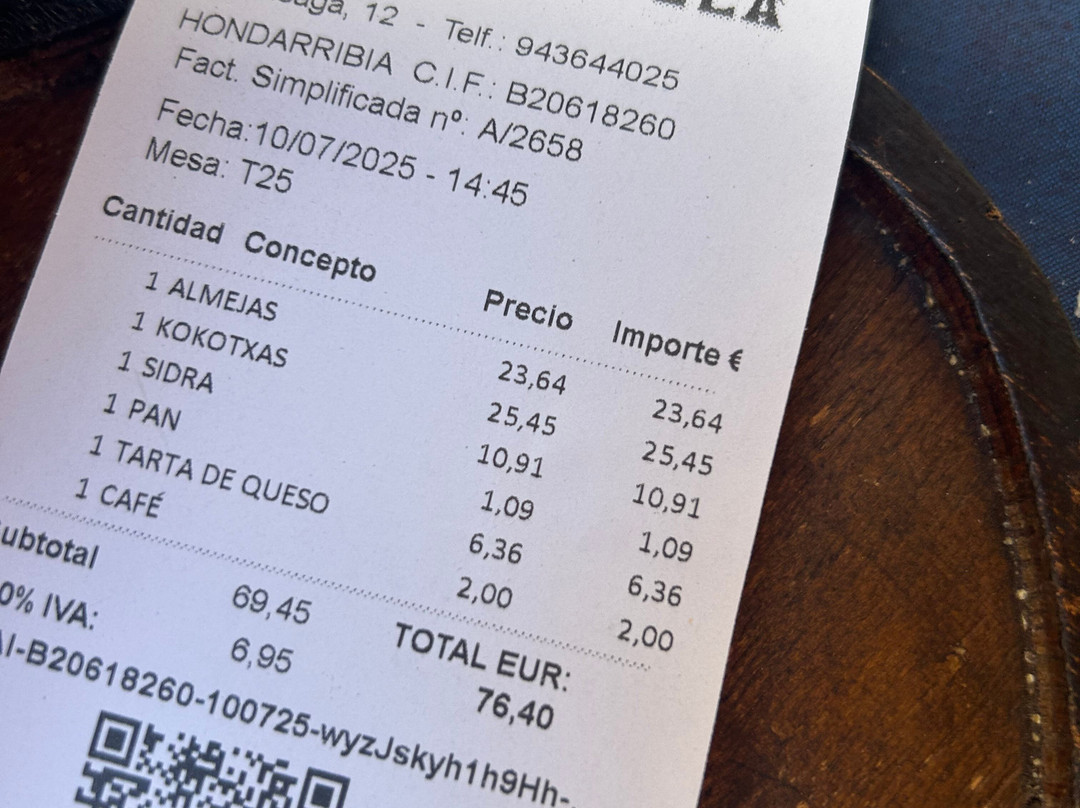 12 - Telf.: 943644025
HONDARRIBIA C.I.F.: B20618260
Fact. Simplificada nº: A/2658
Fecha:10/07/2025 - 14:45
Mesa: T25
Cantidad Concepto Precio Importe €
1 ALMEJAS 23,64 23,64
1 KOKOTXAS 25,45 25,45
1 SIDRA 10,91 10,91
1 PAN 1,09 1,09
1 TARTA DE QUESO 6,36 6,36
1 CAFÉ 2,00 2,00
ubtotal 69,45 TOTAL EUR:
0% IVA: 6,95 76,40
I-B20618260-100725-wyzJskyh1h9Hh-